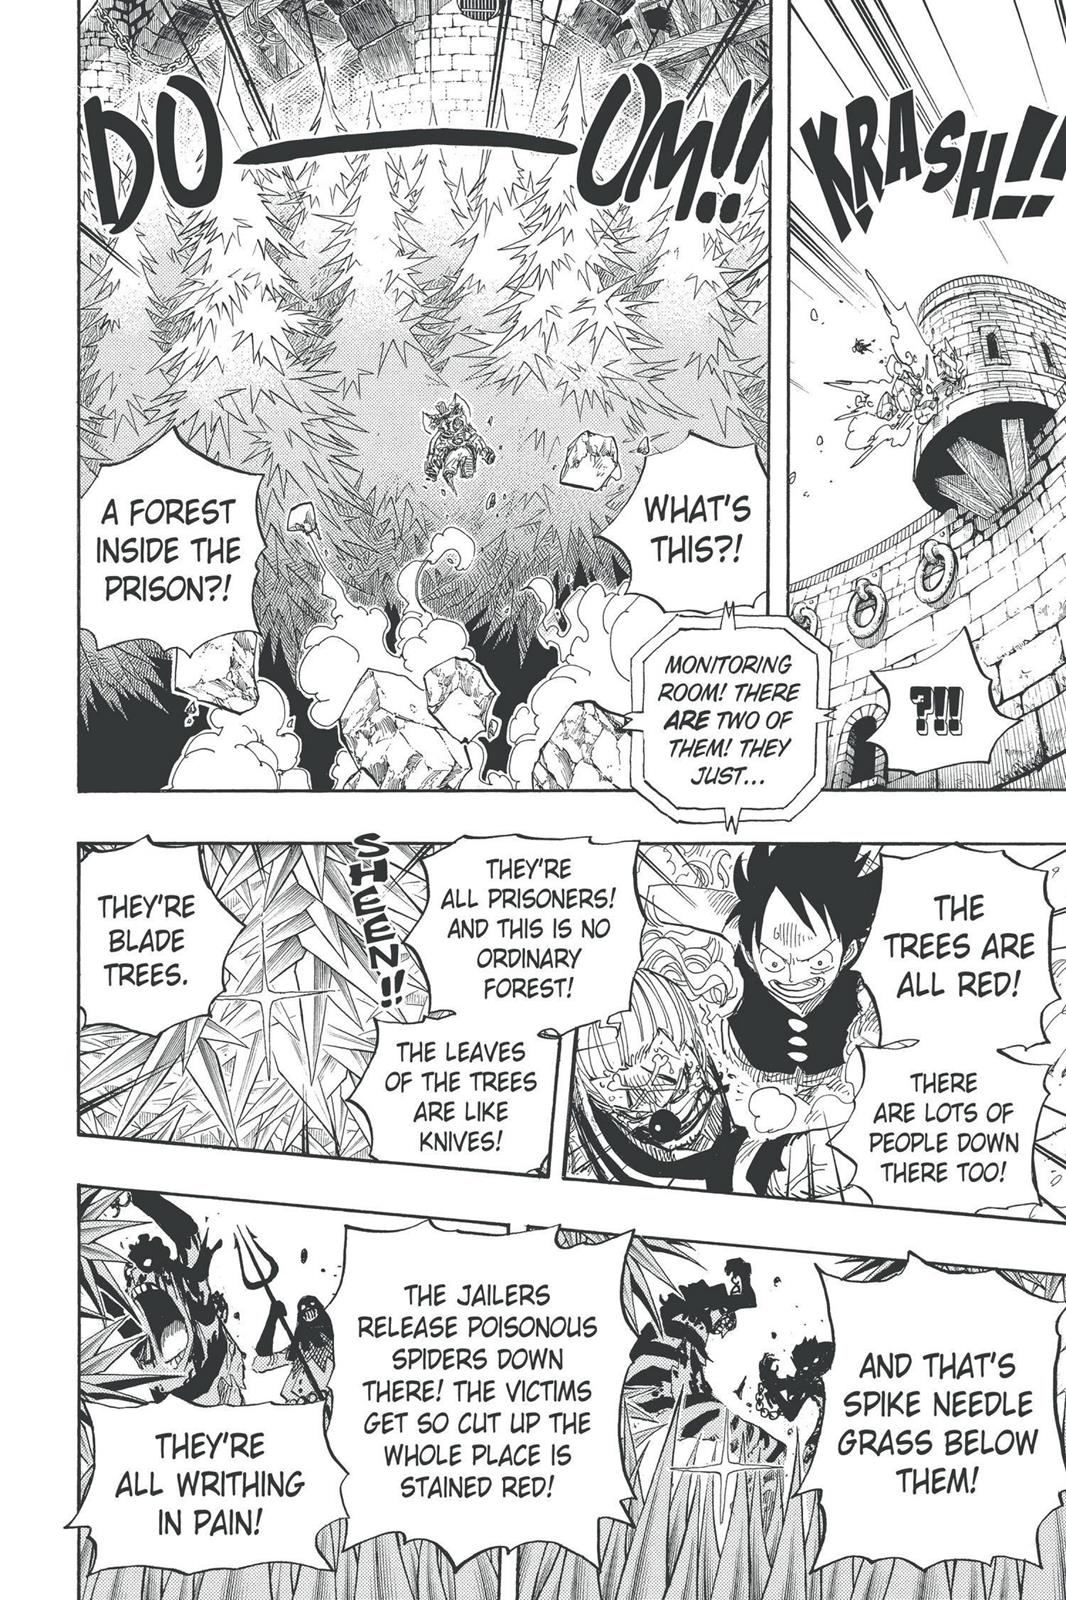 KRASH!!
?!!
DO
OM!!
WHAT'S
THIS?!
A FOREST
INSIDE THE
PRISON?!
MONITORING
ROOM! THERE
ARE TWO OF
THEM! THEY
JUST...
THE
TREES ARE
ALL RED!
THERE
ARE LOTS OF
PEOPLE DOWN
THERE TOO!
THEY'RE
ALL PRISONERS!
AND THIS IS NO
ORDINARY
FOREST!
THE LEAVES
OF THE TREES
ARE LIKE
KNIVES!
SHEEN!!
THEY'RE
BLADE
TREES.
AND THAT'S
SPIKE NEEDLE
GRASS BELOW
THEM!
THE JAILERS
RELEASE POISONOUS
SPIDERS DOWN
THERE! THE VICTIMS
GET SO CUT UP THE
WHOLE PLACE IS
STAINED RED!
THEY'RE
ALL WRITHING
IN PAIN!